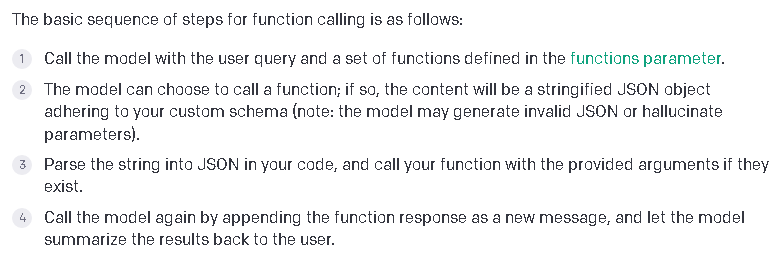 The basic sequence of steps for function calling is as follows:
1 Call the model with the user query and a set of functions defined in the functions parameter.
2 The model can choose to call a function; if so, the content will be a stringified JSON object
adhering to your custom schema (note: the model may generate invalid JSON or hallucinate
parameters).
3 Parse the string into JSON in your code, and call your function with the provided arguments if they
exist.
4 Call the model again by appending the function response as a new message, and let the model
summarize the results back to the user.